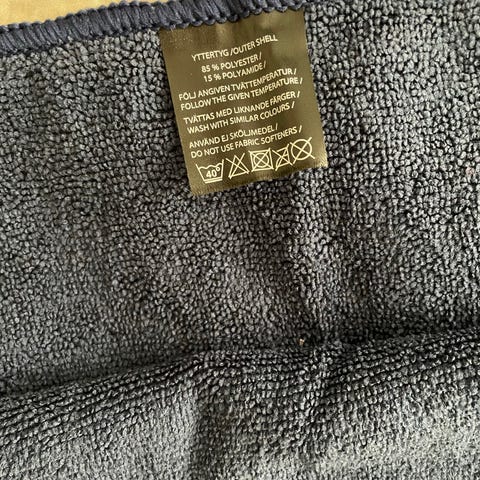 YTTERTYG /OUTER SHELL
85 % POLYESTER /
15 % POLYAMIDE /
FÖLJ ANGIVEN TVÄTTEMPERATUR /
FOLLOW THE GIVEN TEMPERATURE /
TVÄTTAS MED LIKNANDE FÄRGER /
WASH WITH SIMILAR COLOURS /
ANVÄND EJ SKÖLJMEDEL /
DO NOT USE FABRIC SOFTENERS /
40°